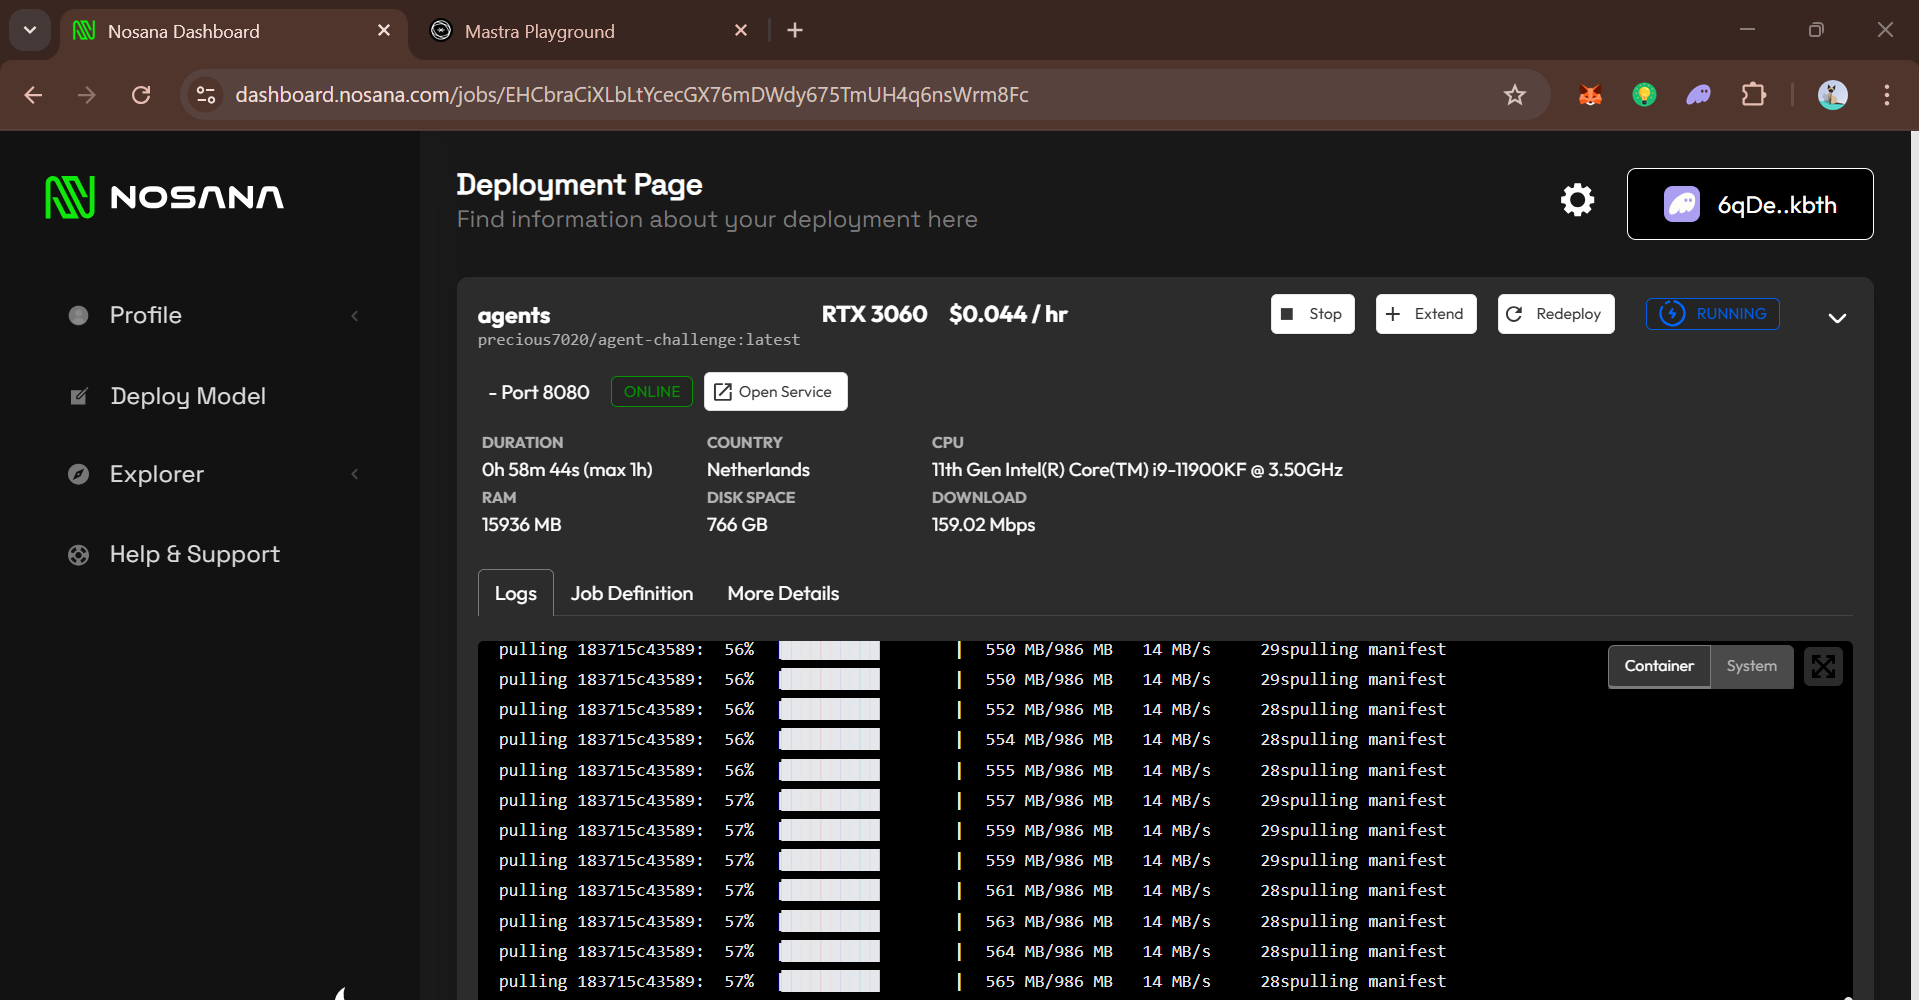 Nosana Dashboard
Mastra Playground
dashboard.nosana.com/jobs/EHCbraCiXLbLtYcecGX76mDWdy675TmUH4q6nsWrm8Fc
NOSANA
Deployment Page
Find information about your deployment here
6qDe..kbth
Profile
Deploy Model
Explorer
Help & Support
agents
precious7020/agent-challenge:latest
RTX 3060 $0.044 / hr
Stop
Extend
Redeploy
RUNNING
- Port 8080
ONLINE
Open Service
DURATION
0h 58m 44s (max 1h)
COUNTRY
Netherlands
CPU
11th Gen Intel(R) Core(TM) i9-11900KF @ 3.50GHz
RAM
15936 MB
DISK SPACE
766 GB
DOWNLOAD
159.02 Mbps
Logs
Job Definition
More Details
Container
System
pulling 183715c43589: 56% | 550 MB/986 MB 14 MB/s 29spulling manifest
pulling 183715c43589: 56% | 550 MB/986 MB 14 MB/s 29spulling manifest
pulling 183715c43589: 56% | 552 MB/986 MB 14 MB/s 28spulling manifest
pulling 183715c43589: 56% | 554 MB/986 MB 14 MB/s 28spulling manifest
pulling 183715c43589: 56% | 555 MB/986 MB 14 MB/s 28spulling manifest
pulling 183715c43589: 57% | 557 MB/986 MB 14 MB/s 29spulling manifest
pulling 183715c43589: 57% | 559 MB/986 MB 14 MB/s 29spulling manifest
pulling 183715c43589: 57% | 559 MB/986 MB 14 MB/s 29spulling manifest
pulling 183715c43589: 57% | 561 MB/986 MB 14 MB/s 28spulling manifest
pulling 183715c43589: 57% | 563 MB/986 MB 14 MB/s 28spulling manifest
pulling 183715c43589: 57% | 564 MB/986 MB 14 MB/s 28spulling manifest
pulling 183715c43589: 57% | 565 MB/986 MB 14 MB/s 28spulling manifest